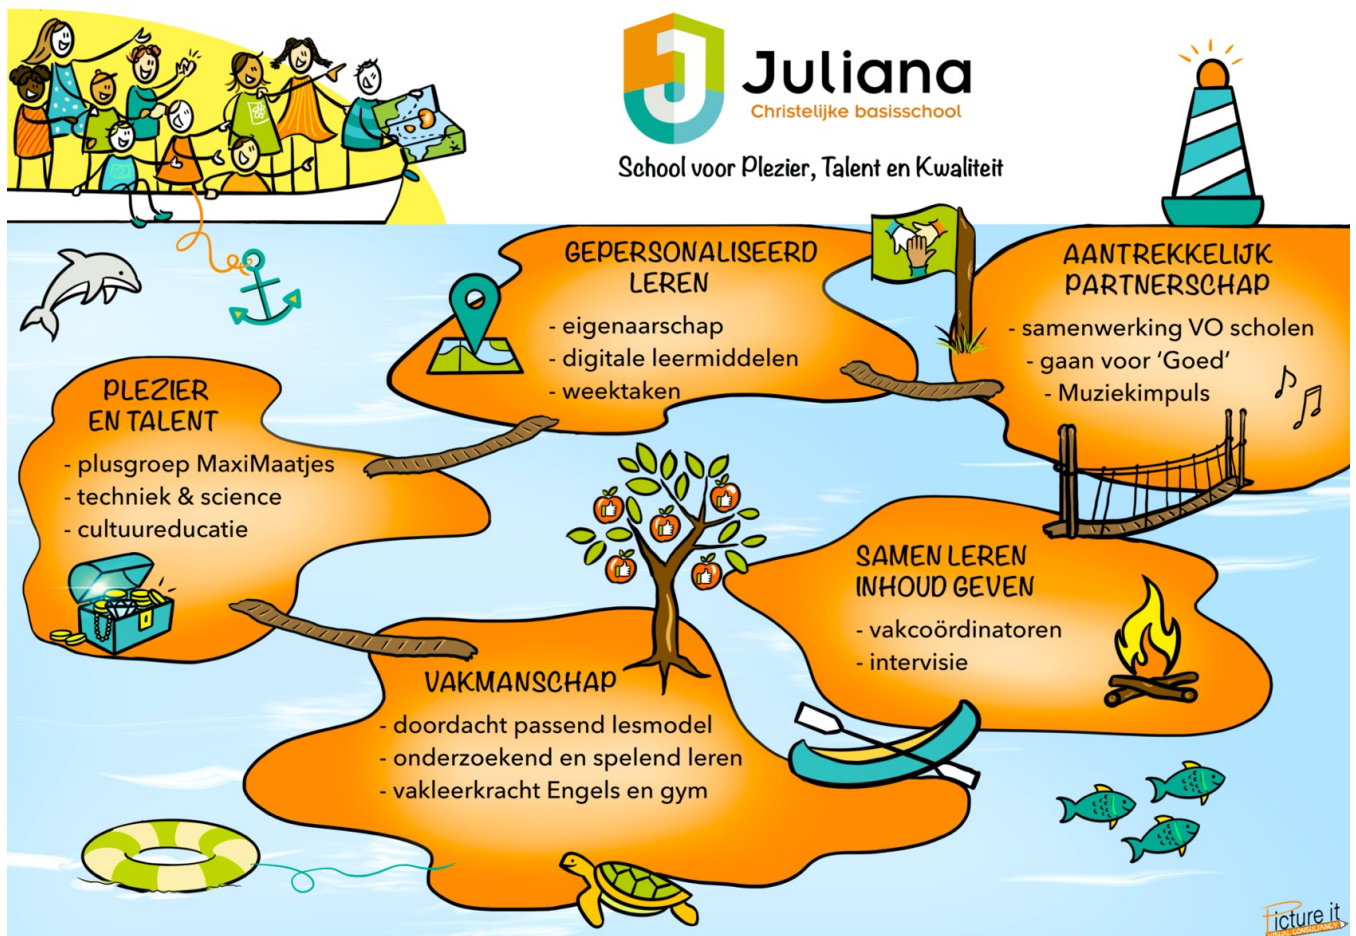 Juliana
Christelijke basisschool
School voor Plezier, Talent en Kwaliteit
GEPERSONALISEERD
LEREN
- eigenaarschap
- digitale leermiddelen
- weektaken
AANTREKKELIJK
PARTNERSCHAP
- samenwerking VO scholen
- gaan voor ‘Goed’
- Muziekimpuls
PLEZIER
EN TALENT
- plusgroep MaxiMaatjes
- techniek & science
- cultuureducatie
SAMEN LEREN
INHOUD GEVEN
- vakcoördinatoren
- intervisie
VAKMANSCHAP
- doordacht passend lesmodel
- onderzoekend en spelend leren
- vakleerkracht Engels en gym
Picture it
VISUAL CONSULTANCY